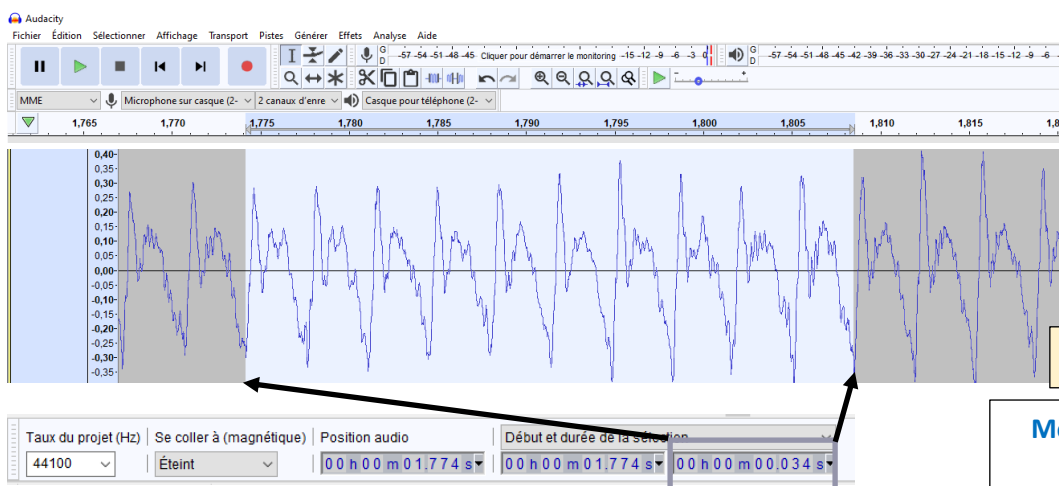 Audacity
Fichier Édition Sélectionner Affichage Transport Pistes Générer Effets Analyse Aide
G D -57 -54 -51 -48 -45 Cliquer pour démarrer le monitoring -15 -12 -9 -6 -3 0 G D -57 -54 -51 -48 -45 -42 -39 -36 -33 -30 -27 -24 -21 -18 -15 -12 -9 -6
MME Microphone sur casque (2- 2 canaux d'enre Casque pour téléphone (2-
1,765 1,770 1,775 1,780 1,785 1,790 1,795 1,800 1,805 1,810 1,815 1,8
0,40-
0,35-
0,30-
0,25-
0,20-
0,15-
0,10-
0,05-
0,00-
-0,05-
-0,10-
-0,15-
-0,20-
-0,25-
-0,30-
-0,35-
Taux du projet (Hz) Se coller à (magnétique) Position audio Début et durée de la sélection
44100 Éteint 00 h 00 m 01.774 s 00 h 00 m 01.774 s 00 h 00 m 00.034 s